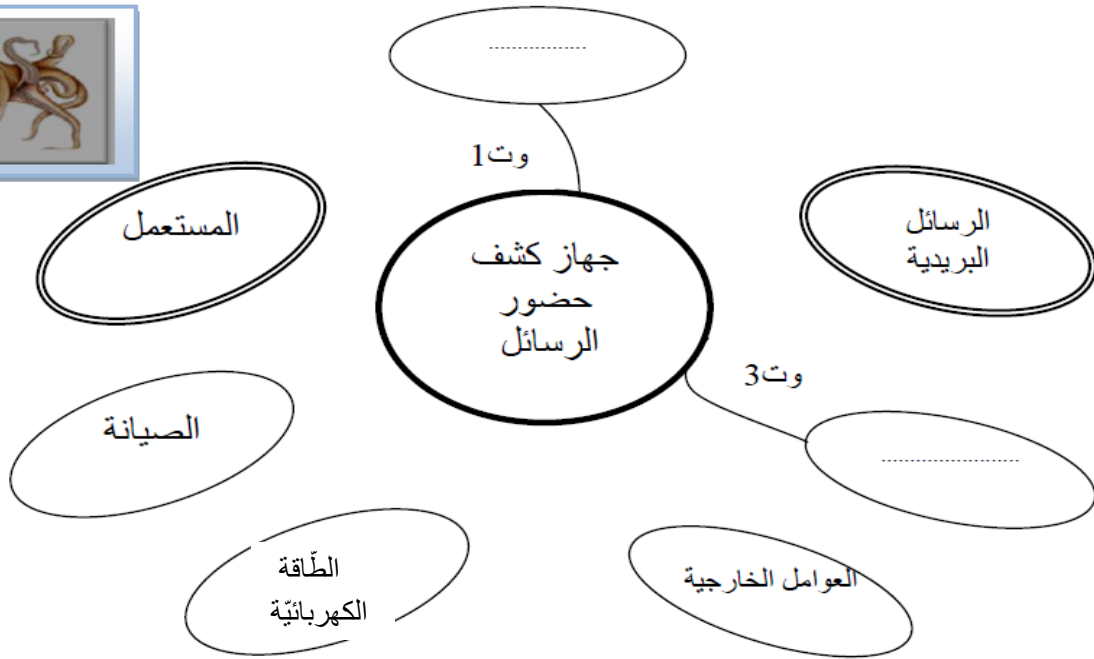 ................
وت1
المستعمل
جهاز كشف
حضور
الرسائل
الرسائل
البريدية
وت3
.......................
الصيانة
الطّاقة
الكهربائيّة
العوامل الخارجية